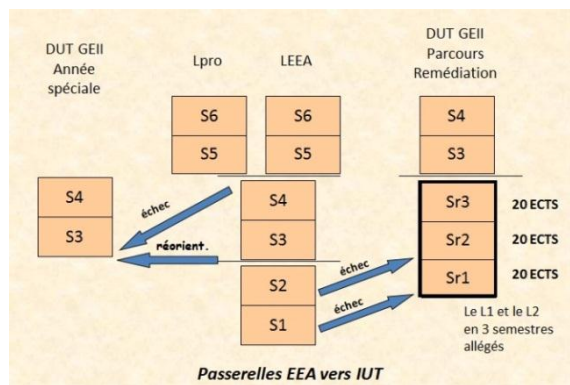 DUT GEII
Année
spéciale
Lpro
LEEA
DUT GEII
Parcours
Remédiation
S6
S5
S6
S5
S4
S3
S4
S3
S4
S3
S2
S1
Sr3
Sr2
Sr1
20 ECTS
20 ECTS
20 ECTS
échec
réorient.
échec
échec
Le L1 et le L2
en 3 semestres
allégés
Passerelles EEA vers IUT